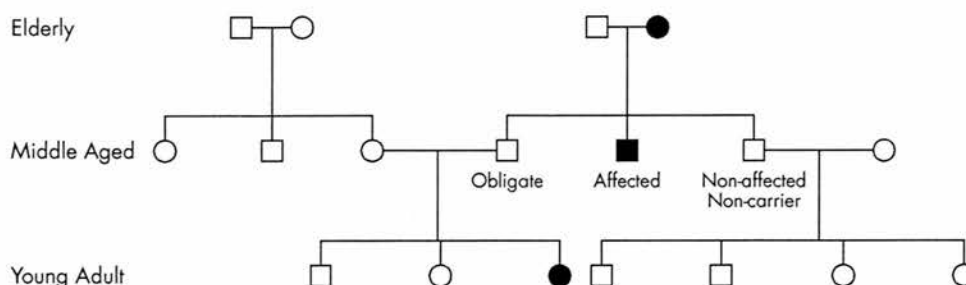 Elderly
Middle Aged
Obligate
Affected
Non-affected
Non-carrier
Young Adult